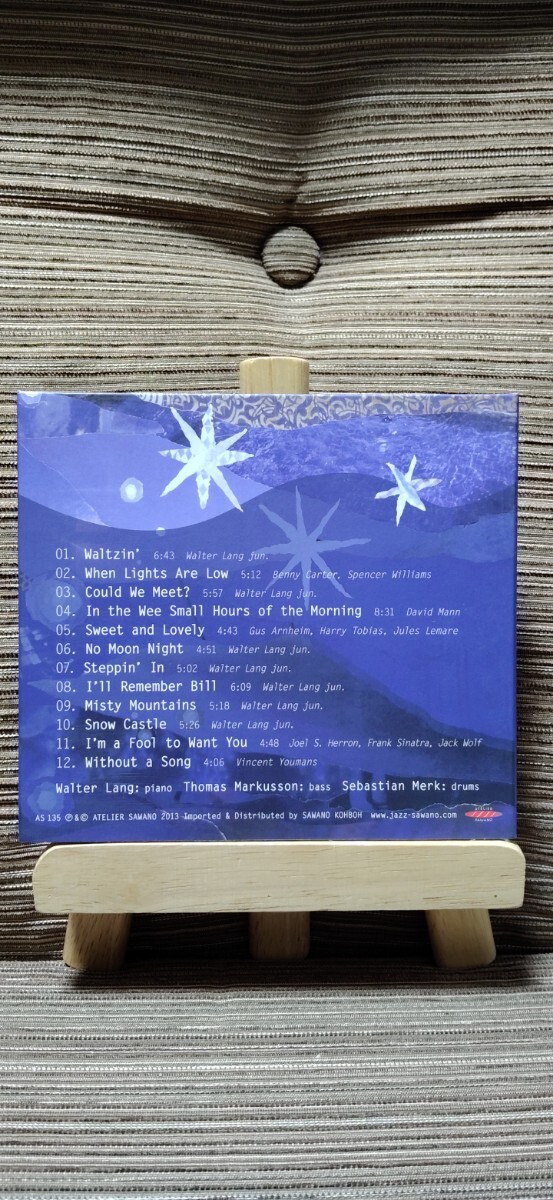 01. Waltzin' 6:43 Walter Lang jun.
02. When Lights Are Low 5:12 Benny Carter, Spencer Williams
03. Could We Meet? 5:57 Walter Lang jun.
04. In the Wee Small Hours of the Morning 8:31 David Mann
05. Sweet and Lovely 4:43 Gus Arnheim, Harry Tobias, Jules Lemare
06. No Moon Night 4:51 Walter Lang jun.
07. Steppin' In 5:02 Walter Lang jun.
08. I'll Remember Bill 6:09 Walter Lang jun.
09. Misty Mountains 5:18 Walter Lang jun.
10. Snow Castle 5:26 Walter Lang jun.
11. I'm a Fool to Want You 4:48 Joel S. Herron, Frank Sinatra, Jack Wolf
12. Without a Song 4:06 Vincent Youmans
Walter Lang: piano Thomas Markusson: bass Sebastian Merk: drums
AS 135 ℗&© ATELIER SAWANO 2013 Imported & Distributed by SAWANO KOHBOH www.jazz-sawano.com
ATELIER
JAZZ
SAWANO